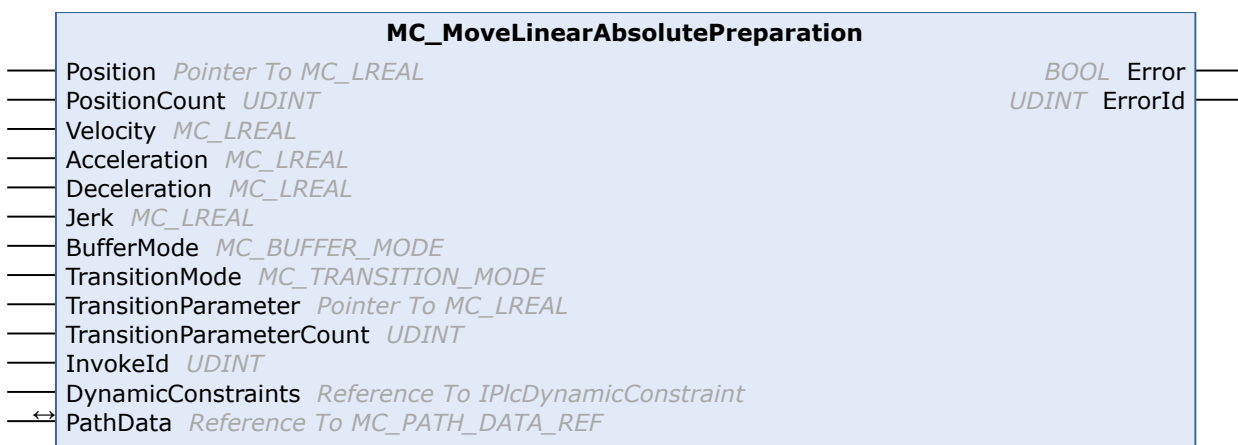 MC_MoveLinearAbsolutePreparation
Position Pointer To MC_LREAL BOOL Error
PositionCount UDINT UDINT ErrorId
Velocity MC_LREAL
Acceleration MC_LREAL
Deceleration MC_LREAL
Jerk MC_LREAL
BufferMode MC_BUFFER_MODE
TransitionMode MC_TRANSITION_MODE
TransitionParameter Pointer To MC_LREAL
TransitionParameterCount UDINT
InvokeId UDINT
DynamicConstraints Reference To IPlcDynamicConstraint
↔ PathData Reference To MC_PATH_DATA_REF